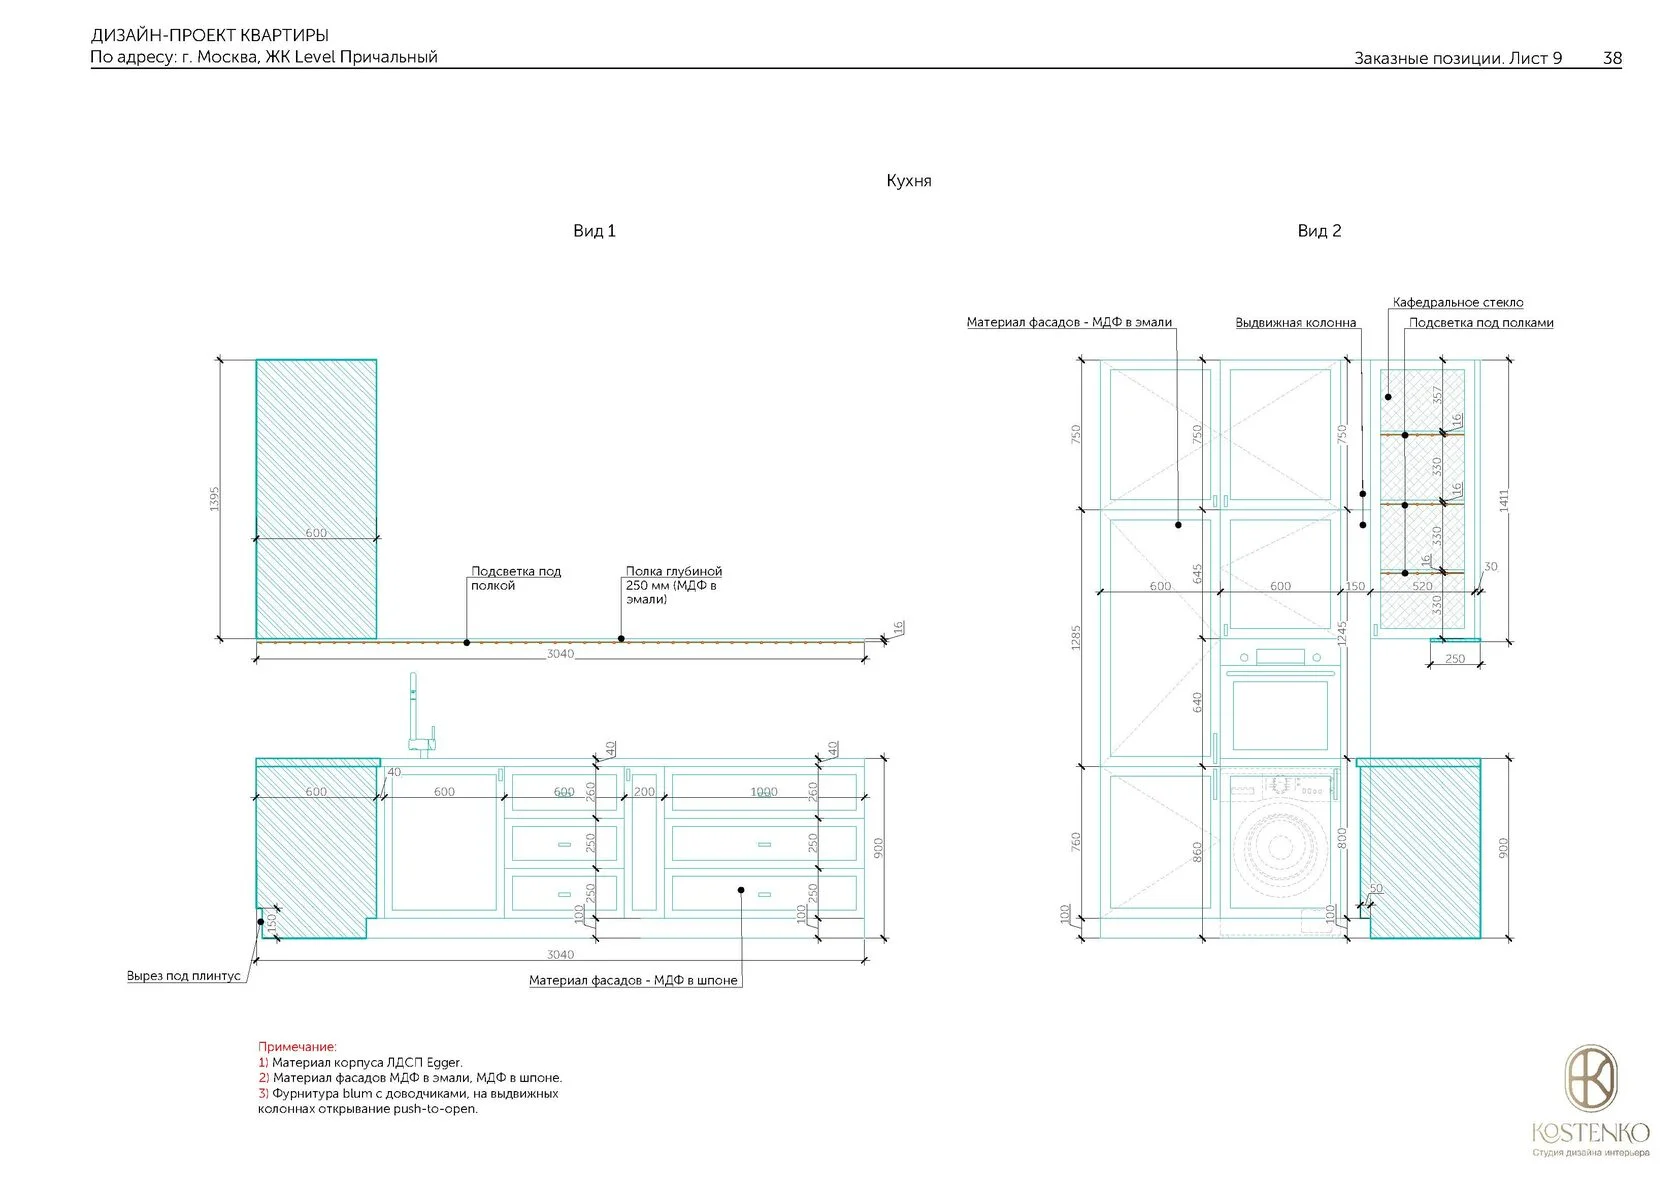 ДИЗАЙН-ПРОЕКТ КВАРТИРЫ
По адресу: г. Москва, ЖК Level Причальный
Заказные позиции. Лист 9 38
Кухня
Вид 1
Вид 2
1395
600
Подсветка под
полкой
Полка глубиной
250 мм (МДФ в
эмали)
16
3040
40
40
600
40
600
600
200
1000
260
250
250
100
260
250
250
100
900
150
3040
Вырез под плинтус
Материал фасадов - МДФ в шпоне
Кафедральное стекло
Материал фасадов - МДФ в эмали
Выдвижная колонна
Подсветка под полками
750
750
750
357
16
330
16
330
16
330
1411
30
600
600
150
520
645
1285
1245
640
250
760
860
800
50
900
100
100
Примечание:
1) Материал корпуса ЛДСП Egger.
2) Материал фасадов МДФ в эмали, МДФ в шпоне.
3) Фурнитура blum с доводчиками, на выдвижных
колоннах открывание push-to-open.
KOSTENKO
Студия дизайна интерьера